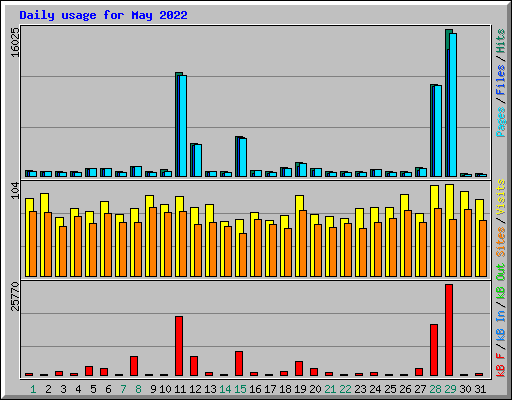 Daily usage for May 2022
16025
Pages / Files / Hits
104
Sites / Visits
25770
kB F / kB In / kB Out
1 2 3 4 5 6 7 8 9 10 11 12 13 14 15 16 17 18 19 20 21 22 23 24 25 26 27 28 29 30 31